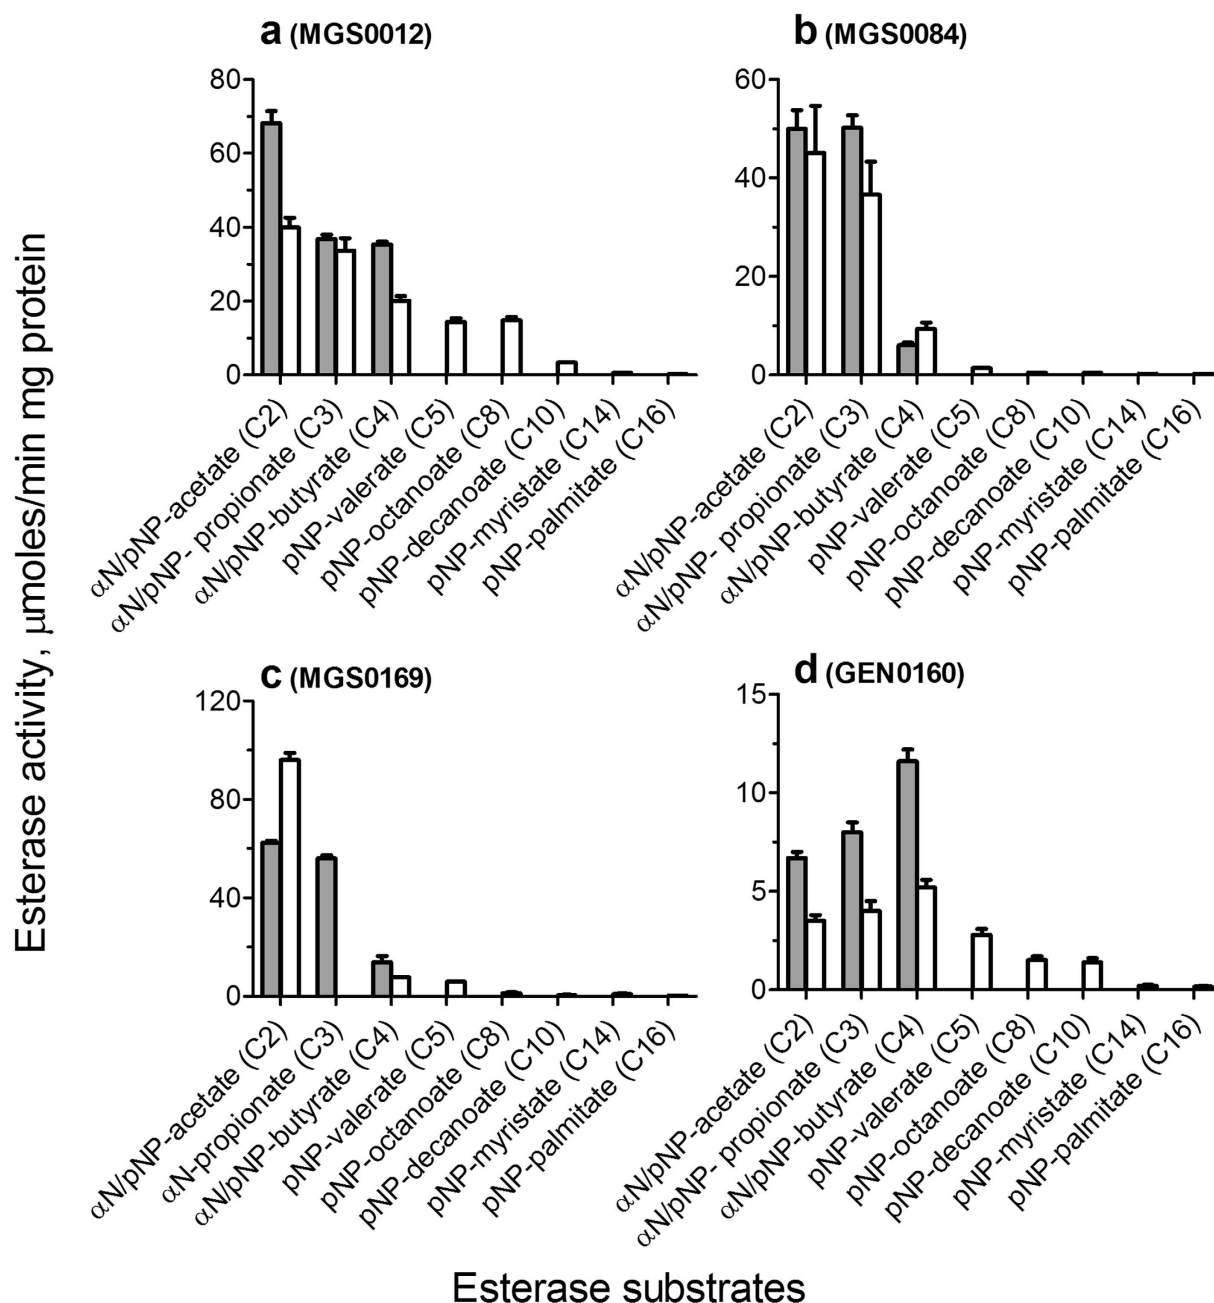 Esterase activity, μmoles/min mg protein
a (MGS0012)
80
60
40
20
0
αN/pNP-acetate (C2)
αN/pNP- propionate (C3)
αN/pNP-butyrate (C4)
pNP-valerate (C5)
pNP-octanoate (C8)
pNP-decanoate (C10)
pNP-myristate (C14)
pNP-palmitate (C16)
b (MGS0084)
60
40
20
0
αN/pNP-acetate (C2)
αN/pNP- propionate (C3)
αN/pNP-butyrate (C4)
pNP-valerate (C5)
pNP-octanoate (C8)
pNP-decanoate (C10)
pNP-myristate (C14)
pNP-palmitate (C16)
c (MGS0169)
120
80
40
0
αN/pNP-acetate (C2)
αN-propionate (C3)
αN/pNP-butyrate (C4)
pNP-valerate (C5)
pNP-octanoate (C8)
pNP-decanoate (C10)
pNP-myristate (C14)
pNP-palmitate (C16)
d (GEN0160)
15
10
5
0
αN/pNP-acetate (C2)
αN/pNP- propionate (C3)
αN/pNP-butyrate (C4)
pNP-valerate (C5)
pNP-octanoate (C8)
pNP-decanoate (C10)
pNP-myristate (C14)
pNP-palmitate (C16)
Esterase substrates